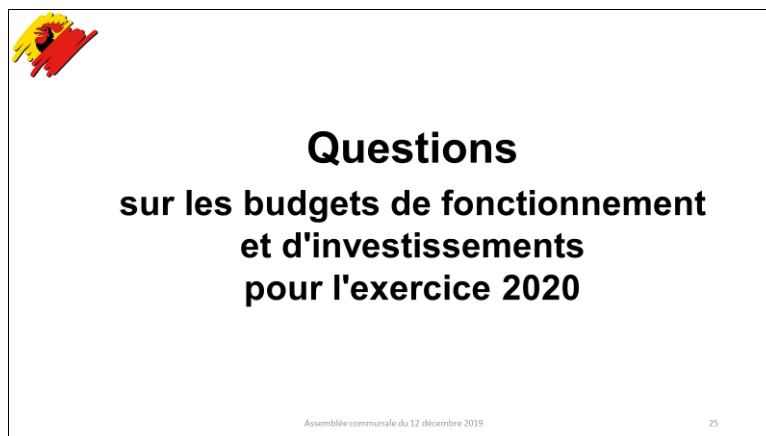 Questions
sur les budgets de fonctionnement
et d'investissements
pour l'exercice 2020
Assemblée communale du 12 décembre 2019
25